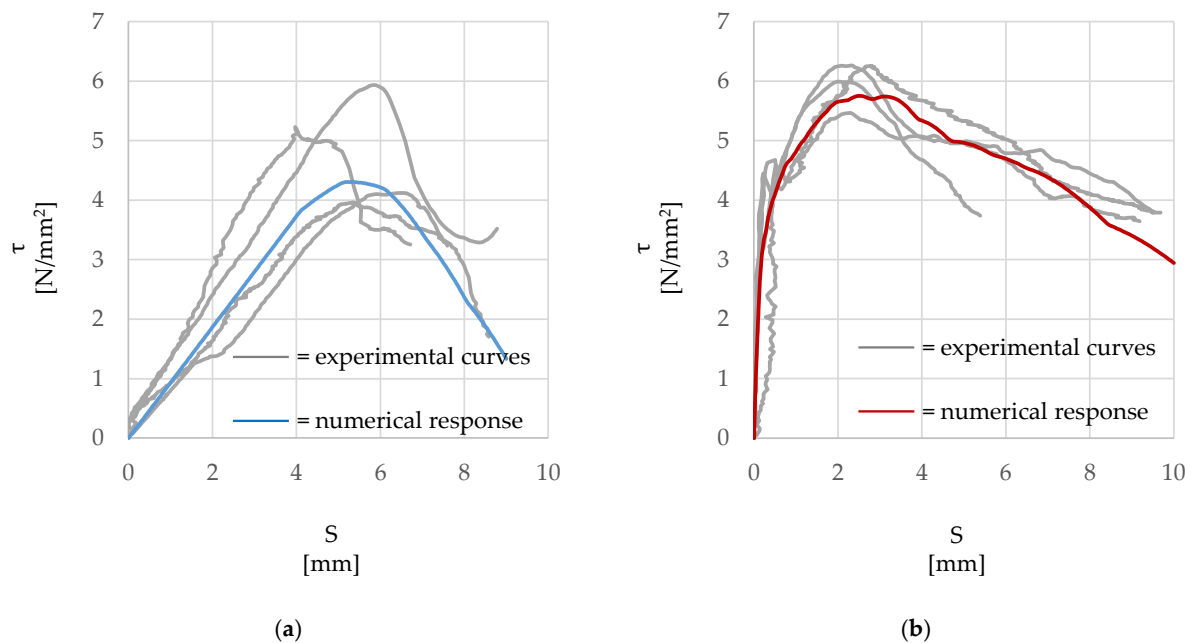 7
6
5
4
3
2
1
0
τ
[N/mm²]
= experimental curves
= numerical response
0 2 4 6 8 10
S
[mm]
(a)
7
6
5
4
3
2
1
0
τ
[N/mm²]
= experimental curves
= numerical response
0 2 4 6 8 10
S
[mm]
(b)